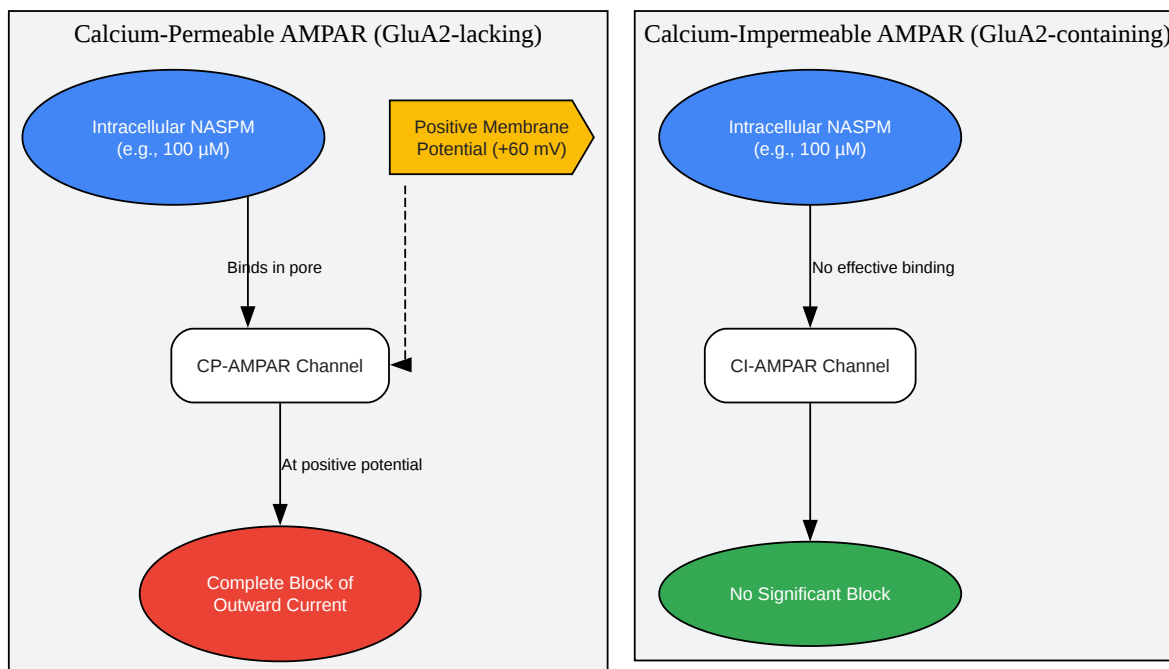 Calcium-Permeable AMPAR (GluA2-lacking)
Intracellular NASPM
(e.g., 100 µM)
Positive Membrane
Potential (+60 mV)
Binds in pore
CP-AMPAR Channel
At positive potential
Complete Block of
Outward Current
Calcium-Impermeable AMPAR (GluA2-containing)
Intracellular NASPM
(e.g., 100 µM)
No effective binding
CI-AMPAR Channel
No Significant Block